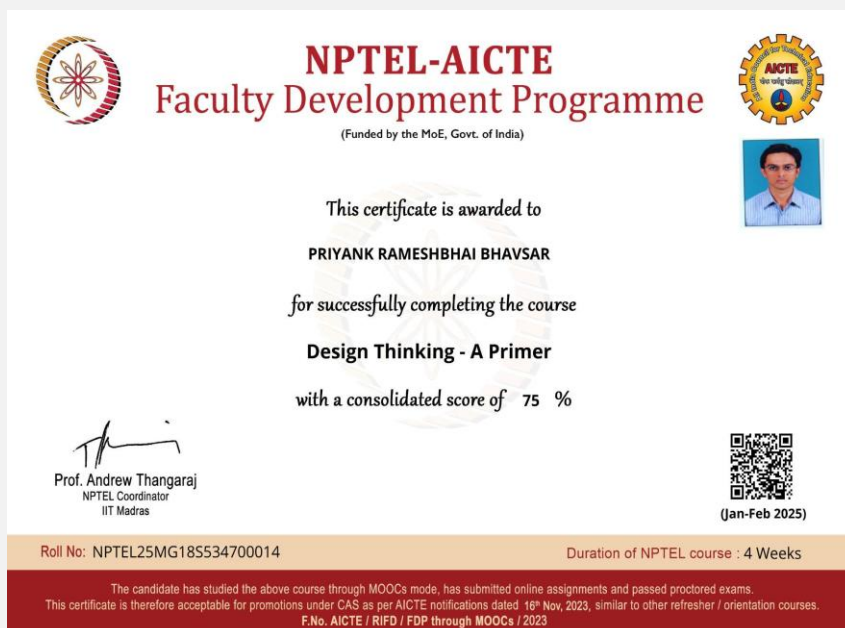 NPTEL-AICTE
Faculty Development Programme
(Funded by the MoE, Govt. of India)
AICTE
This certificate is awarded to
PRIYANK RAMESHBHAI BHAVSAR
for successfully completing the course
Design Thinking - A Primer
with a consolidated score of 75 %
Prof. Andrew Thangaraj
NPTEL Coordinator
IIT Madras
(Jan-Feb 2025)
Roll No: NPTEL25MG18S534700014
Duration of NPTEL course : 4 Weeks
The candidate has studied the above course through MOOCs mode, has submitted online assignments and passed proctored exams.
This certificate is therefore acceptable for promotions under CAS as per AICTE notifications dated 16th Nov, 2023, similar to other refresher / orientation courses.
F.No. AICTE / RIFD / FDP through MOOCs / 2023